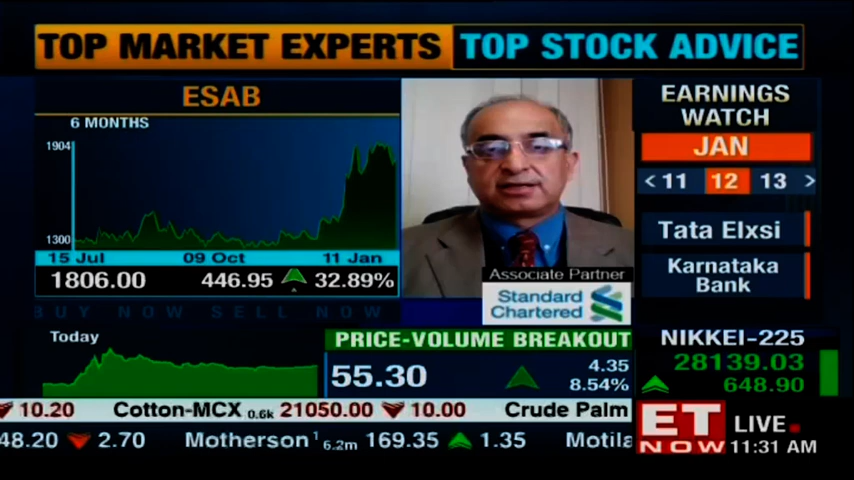 TOP MARKET EXPERTS TOP STOCK ADVICE
ESAB
6 MONTHS
1904
1300
15 Jul 09 Oct 11 Jan
1806.00 446.95 32.89%
BUY NOW SELL NOW
Associate Partner
Standard
Chartered
EARNINGS
WATCH
JAN
< 11 12 13 >
Tata Elxsi
Karnataka
Bank
Today
PRICE-VOLUME BREAKOUT
55.30
4.35
8.54%
NIKKEI-225
28139.03
648.90
10.20 Cotton-MCX 0.6k 21050.00 10.00 Crude Palm
48.20 2.70 Motherson 1 6.2m 169.35 1.35 Motila
ET
NOW
LIVE
11:31 AM